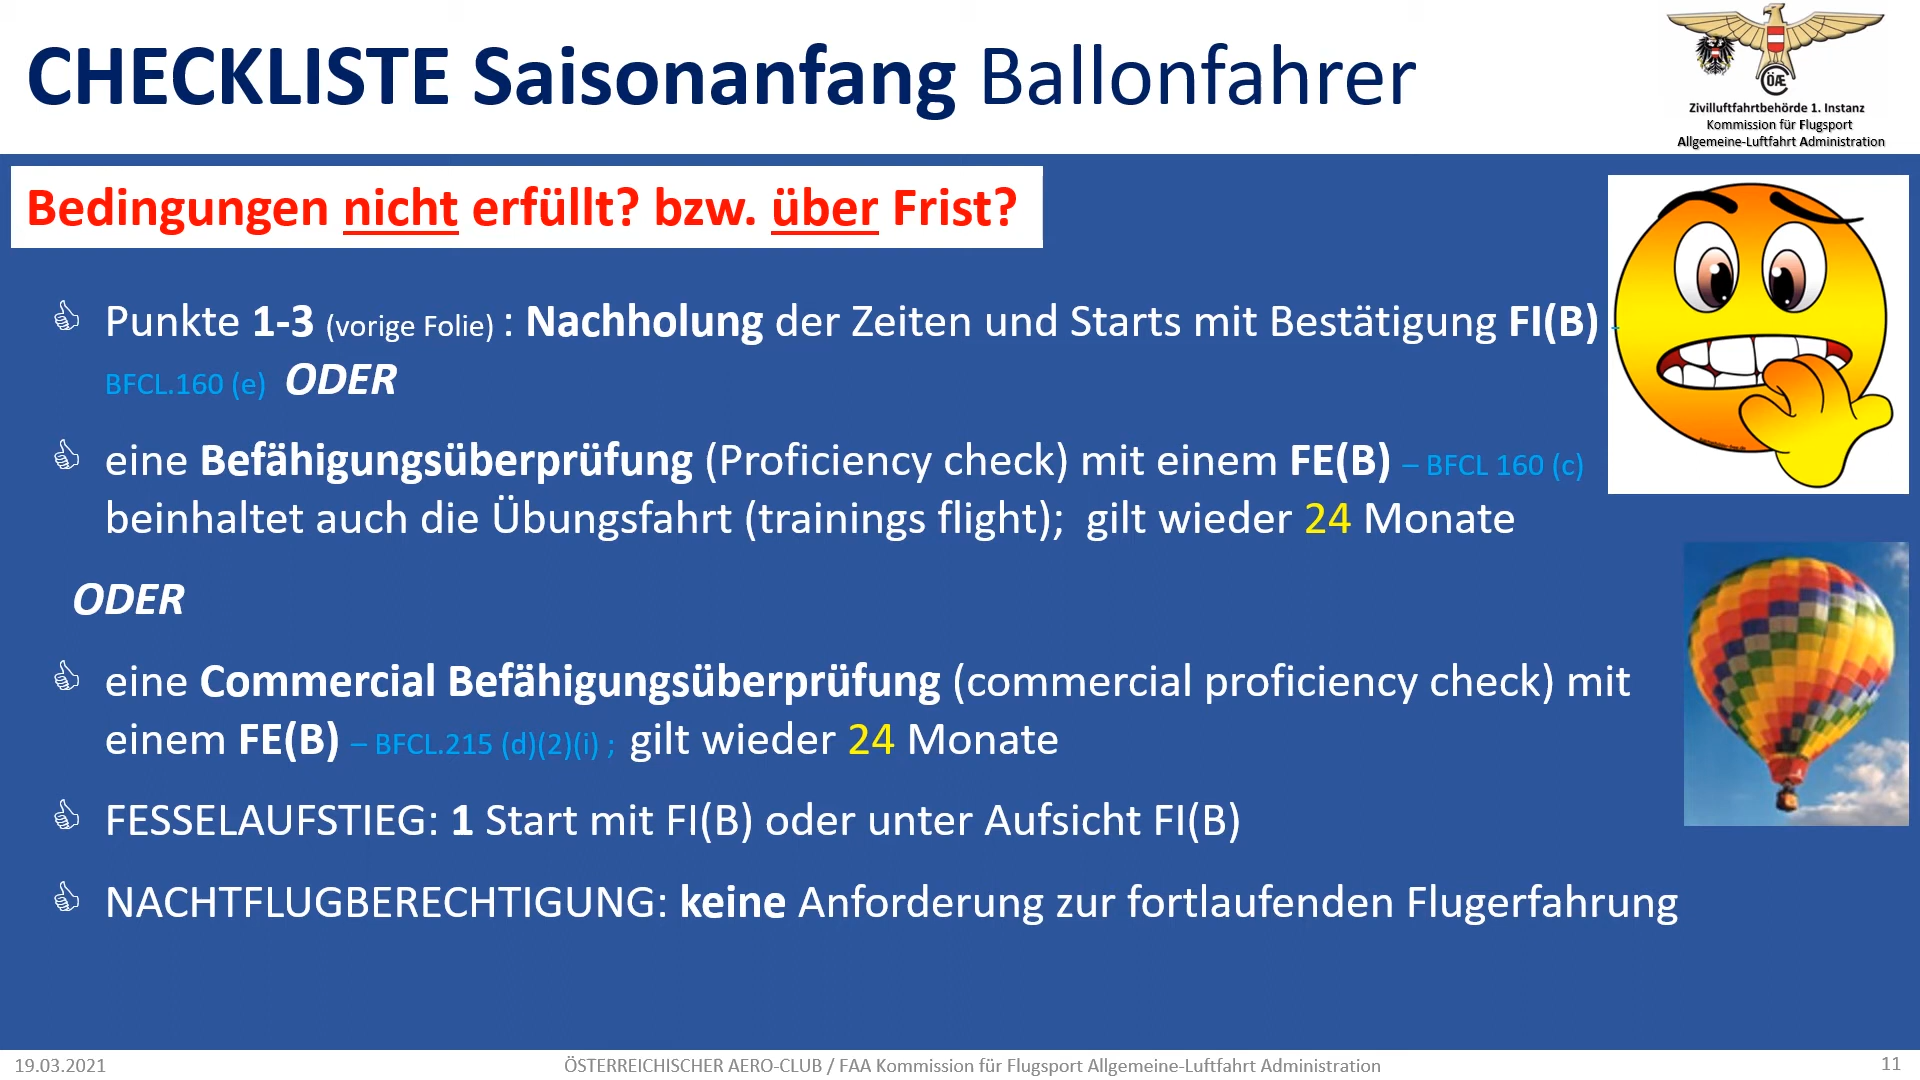 CHECKLISTE Saisonanfang Ballonfahrer
ÖAE
Zivilluftfahrtbehörde 1. Instanz
Kommission für Flugsport
Allgemeine-Luftfahrt Administration
Bedingungen nicht erfüllt? bzw. über Frist?
Punkte 1-3 (vorige Folie) : Nachholung der Zeiten und Starts mit Bestätigung FI(B) -
BFCL.160 (e) ODER
eine Befähigungsüberprüfung (Proficiency check) mit einem FE(B) – BFCL 160 (c)
beinhaltet auch die Übungsfahrt (trainings flight); gilt wieder 24 Monate
ODER
eine Commercial Befähigungsüberprüfung (commercial proficiency check) mit
einem FE(B) – BFCL.215 (d)(2)(i) ; gilt wieder 24 Monate
FESSELAUFSTIEG: 1 Start mit FI(B) oder unter Aufsicht FI(B)
NACHTFLUGBERECHTIGUNG: keine Anforderung zur fortlaufenden Flugerfahrung
19.03.2021
ÖSTERREICHISCHER AERO-CLUB / FAA Kommission für Flugsport Allgemeine-Luftfahrt Administration
11